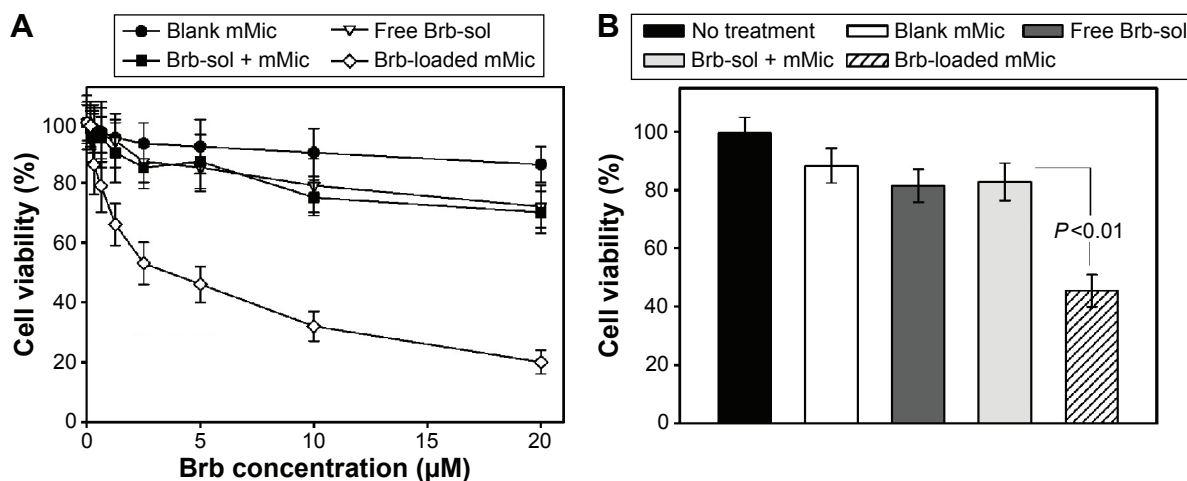 A
Blank mMic Free Brb-sol
Brb-sol + mMic Brb-loaded mMic
Cell viability (%)
100
80
60
40
20
0
0 5 10 15 20
Brb concentration (μM)
B
No treatment Blank mMic Free Brb-sol
Brb-sol + mMic Brb-loaded mMic
Cell viability (%)
100
80
60
40
20
0
P<0.01